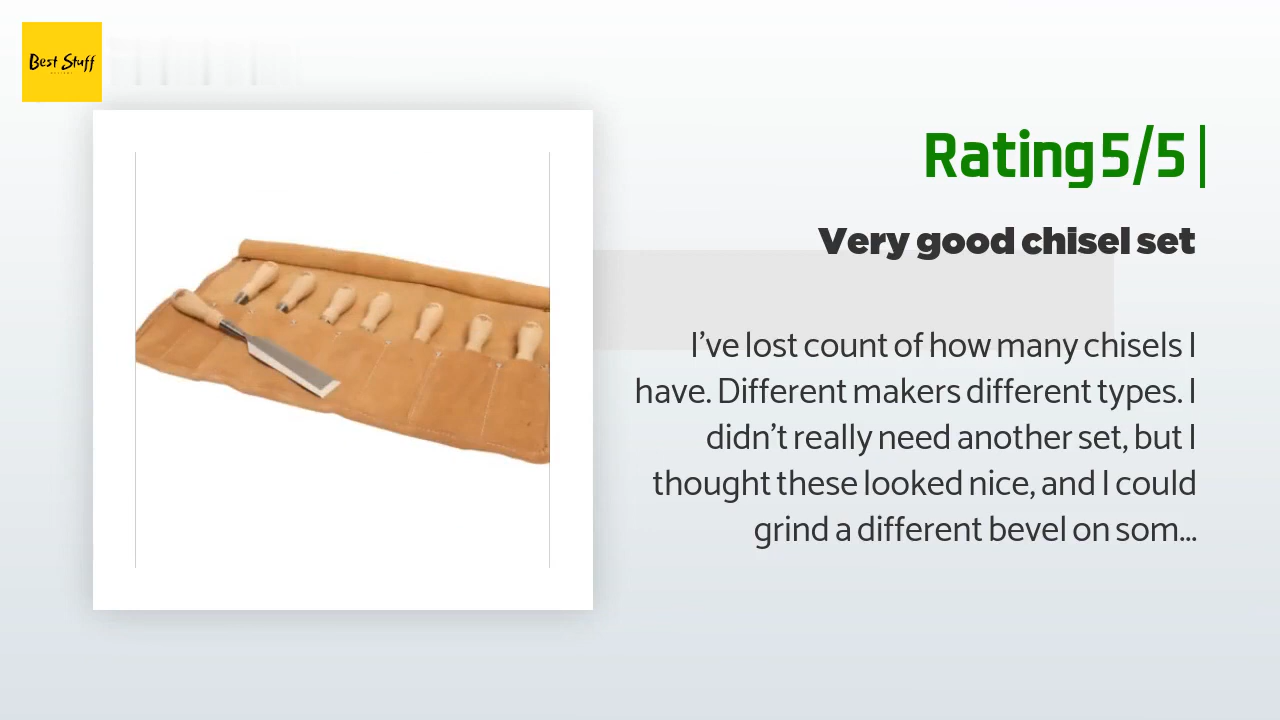 Best Stuff
Rating 5/5 |
Very good chisel set
I've lost count of how many chisels I
have. Different makers different types. I
didn't really need another set, but I
thought these looked nice, and I could
grind a different bevel on som...